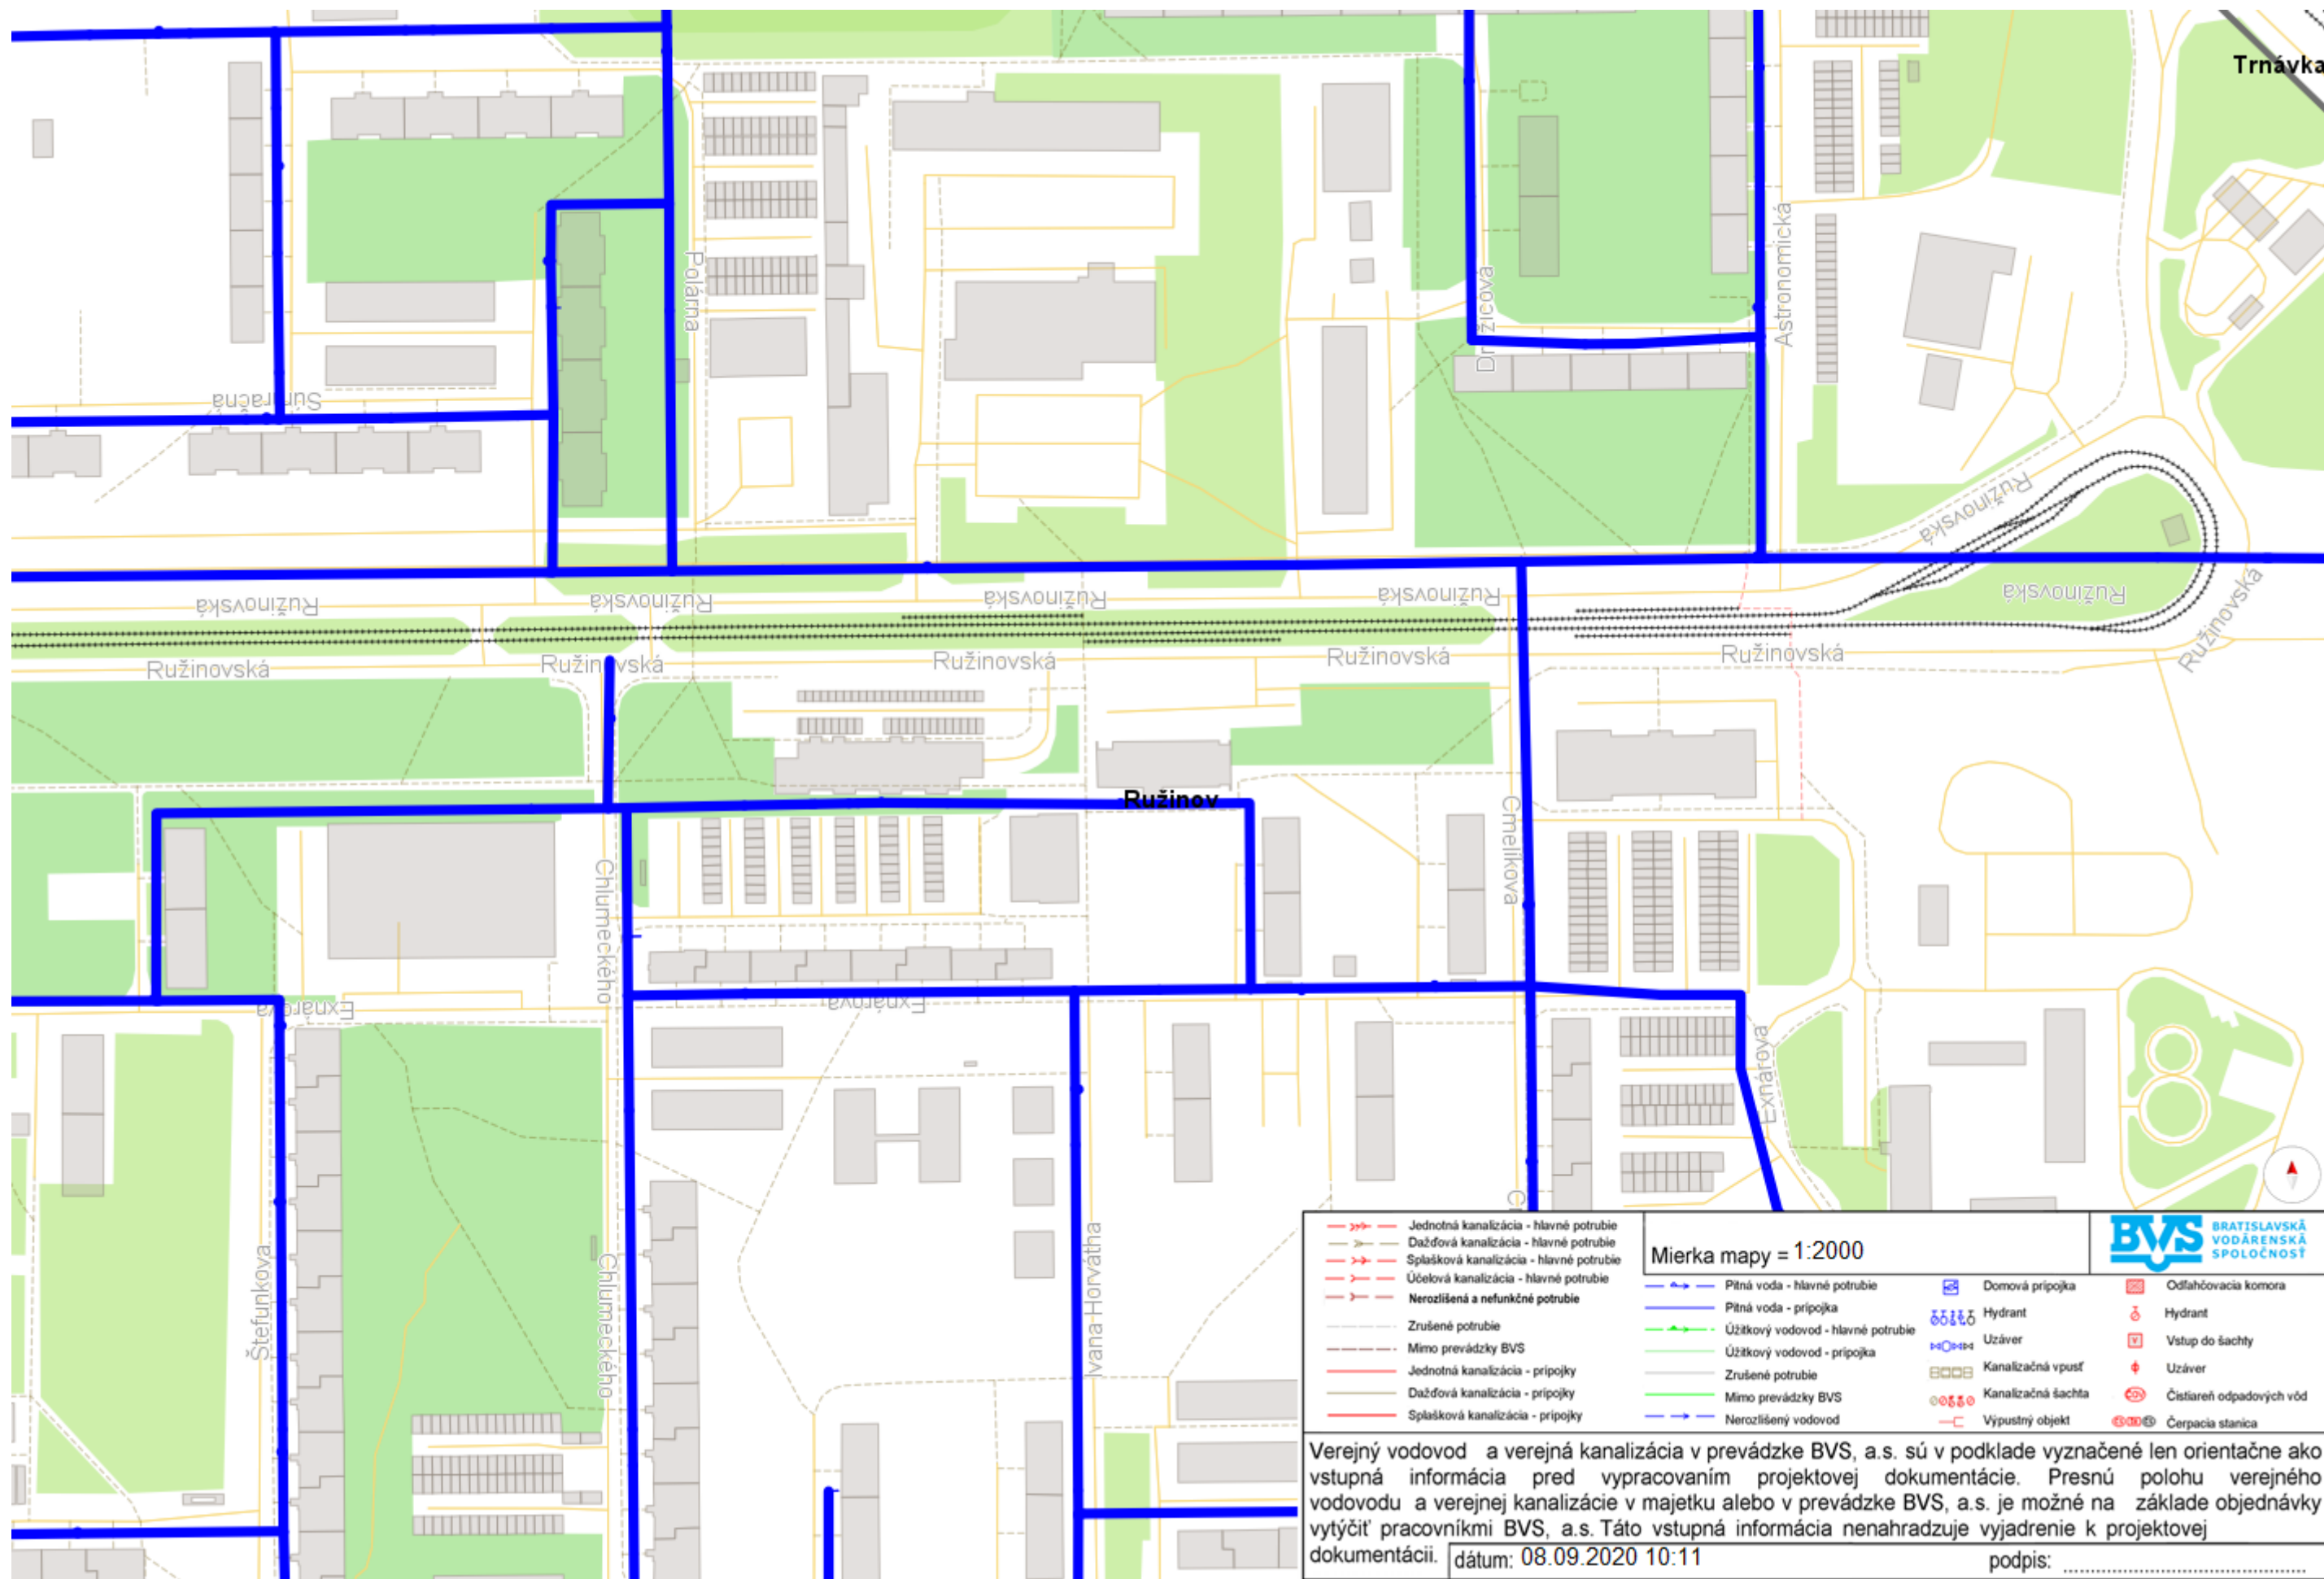 Trnávka
Polárna
Astronomická
Držicova
Súmračná
Ružinovská
Ružinovská
Ružinovská
Ružinovská
Ružinovská
Ružinovská
Ružinovská
Ružinovská
Ružinovská
Ružinovská
Ružinovská
Ružinovská
Ružinov
Čmelíkova
Chlumeckého
Exnárova
Exnárova
Exnárova
Štefunkova
Chlumeckého
Ivana Horvátha
Jednotná kanalizácia - hlavné potrubie
Dažďová kanalizácia - hlavné potrubie
Splašková kanalizácia - hlavné potrubie
Účelová kanalizácia - hlavné potrubie
Nerozlíšená a nefunkčné potrubie
Zrušené potrubie
Mimo prevádzky BVS
Jednotná kanalizácia - prípojky
Dažďová kanalizácia - prípojky
Splašková kanalizácia - prípojky
Mierka mapy = 1:2000
Pitná voda - hlavné potrubie
Pitná voda - prípojka
Úžitkový vodovod - hlavné potrubie
Úžitkový vodovod - prípojka
Zrušené potrubie
Mimo prevádzky BVS
Nerozlíšený vodovod
BVS
BRATISLAVSKÁ
VODÁRENSKÁ
SPOLOČNOSŤ
Domová prípojka
Hydrant
Uzáver
Kanalizačná vpusť
Kanalizačná šachta
Výpustný objekt
Odľahčovacia komora
Hydrant
Vstup do šachty
Uzáver
Čistiareň odpadových vôd
Čerpacia stanica
Verejný vodovod a verejná kanalizácia v prevádzke BVS, a.s. sú v podklade vyznačené len orientačne ako
vstupná informácia pred vypracovaním projektovej dokumentácie. Presnú polohu verejného
vodovodu a verejnej kanalizácie v majetku alebo v prevádzke BVS, a.s. je možné na základe objednávky
vytýčiť pracovníkmi BVS, a.s. Táto vstupná informácia nenahradzuje vyjadrenie k projektovej
dokumentácii.
dátum: 08.09.2020 10:11
podpis: ........................................